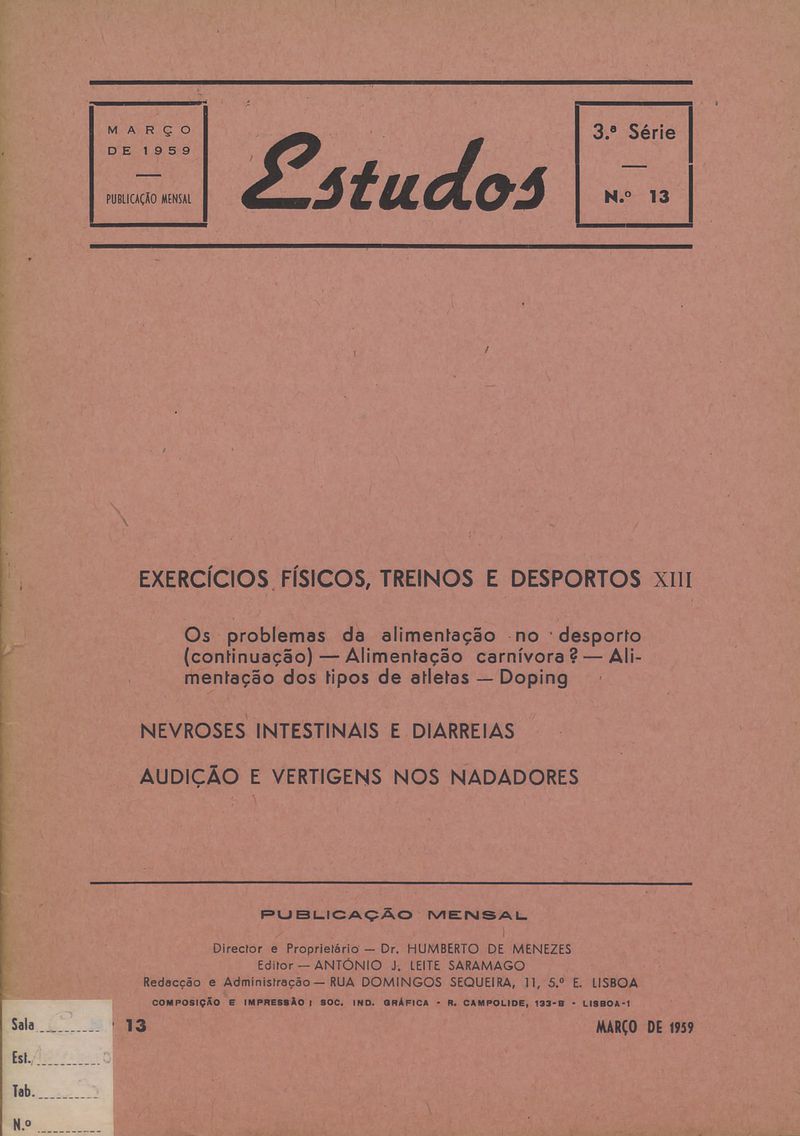 MARÇO
DE 1959
PUBLICAÇÃO MENSAL
Estudos
3.ª Série
N.º 13
EXERCÍCIOS FÍSICOS, TREINOS E DESPORTOS XIII
Os problemas da alimentação no desporto
(continuação) — Alimentação carnívora? — Ali-
mentação dos tipos de atletas — Doping
NEVROSES INTESTINAIS E DIARREIAS
AUDIÇÃO E VERTIGENS NOS NADADORES
PUBLICAÇÃO MENSAL
Director e Proprietário — Dr. HUMBERTO DE MENEZES
Editor — ANTÓNIO J. LEITE SARAMAGO
Redacção e Administração — RUA DOMINGOS SEQUEIRA, 11, 5.º E. LISBOA
COMPOSIÇÃO E IMPRESSÃO: SOC. IND. GRÁFICA - R. CAMPOLIDE, 133-B - LISBOA-1
13 MARÇO DE 1959
Sala
Est.
Tab.
N.º